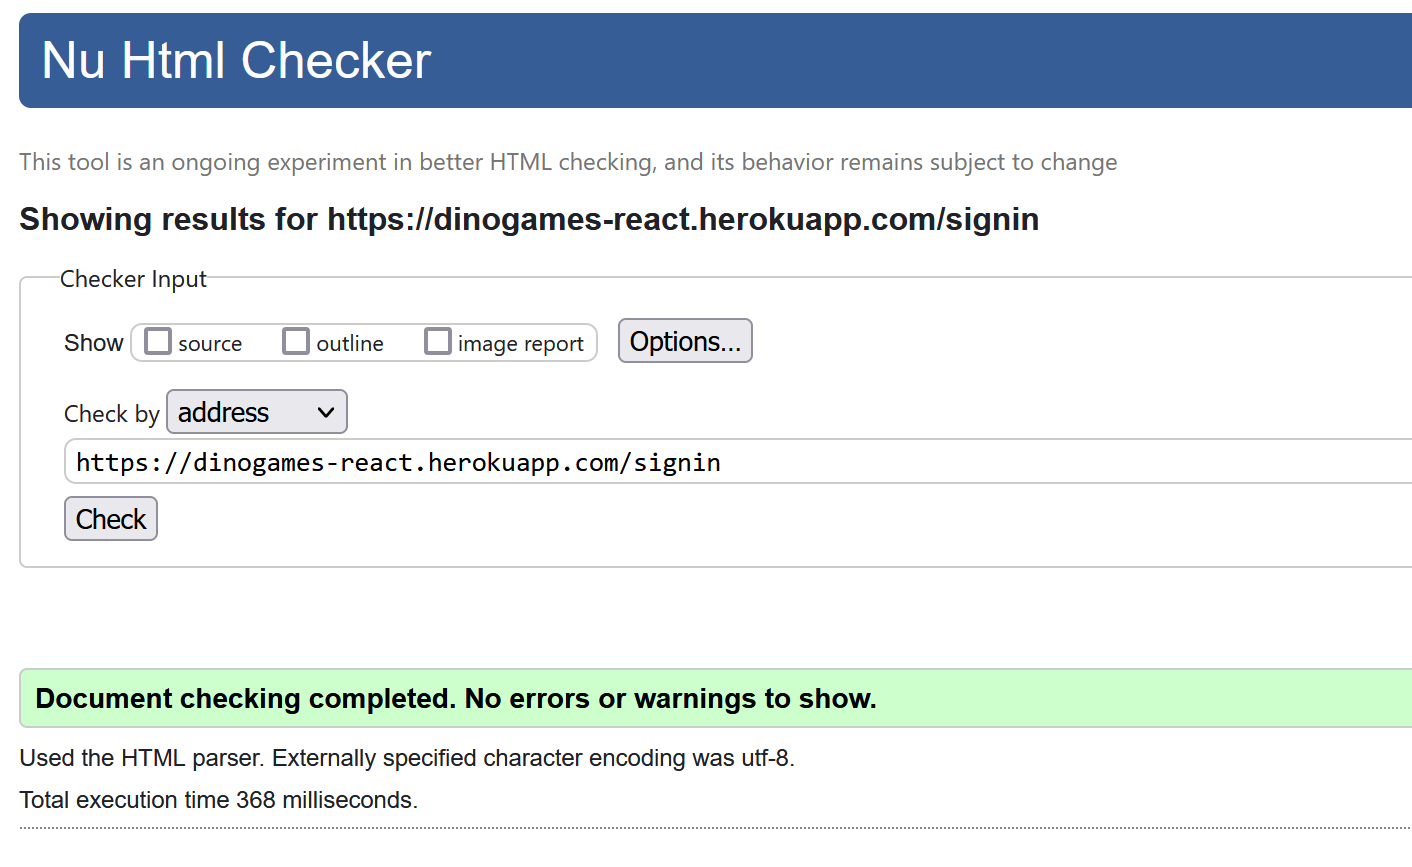 Nu Html Checker
This tool is an ongoing experiment in better HTML checking, and its behavior remains subject to change
Showing results for https://dinogames-react.herokuapp.com/signin
Checker Input
Show source outline image report Options...
Check by address
https://dinogames-react.herokuapp.com/signin
Check
Document checking completed. No errors or warnings to show.
Used the HTML parser. Externally specified character encoding was utf-8.
Total execution time 368 milliseconds.